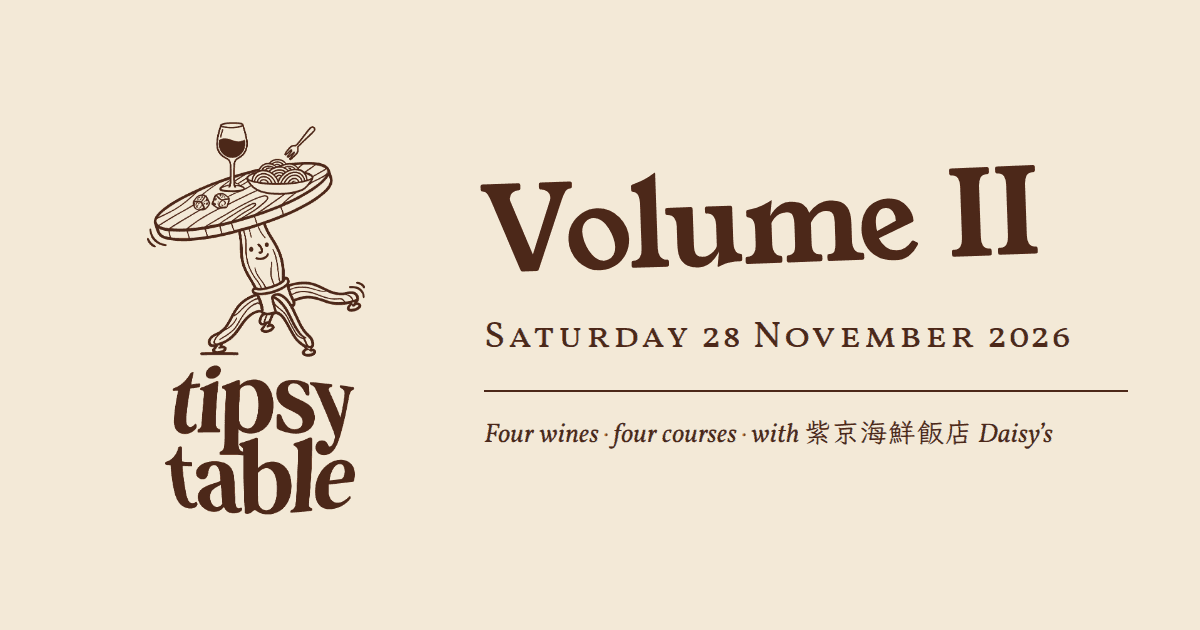 tipsy
table
Volume II
Saturday 28 November 2026
Four wines · four courses · with 紫京海鮮飯店 Daisy’s